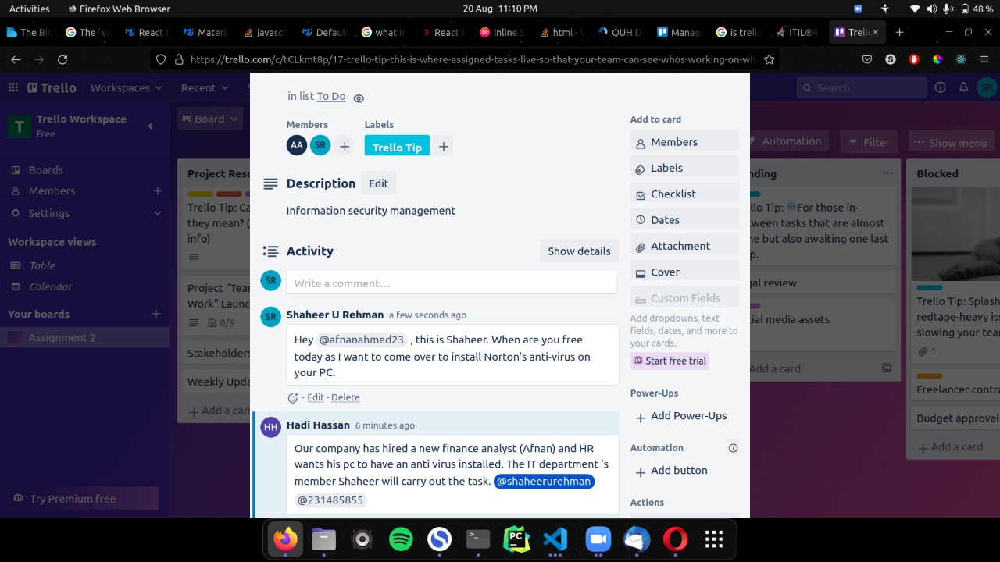 Activities
Firefox Web Browser
20 Aug 11:10 PM
48 %
The Bl
The `va
React D
Materia
javascri
Defaul
what is
React R
Inline S
html - W
QUH D
Manag
is trello
ITIL®4
Trello
https://trello.com/c/tCLkmt8p/17-trello-tip-this-is-where-assigned-tasks-live-so-that-your-team-can-see-whos-working-on-wh
Trello
Workspaces
Recent
S
Search
SR
T
Trello Workspace
Free
Boards
Members
Settings
Workspace views
Table
Calendar
Your boards
Assignment 2
Try Premium free
Board
Automation
Filter
Show menu
Project Reso
Trello Tip: Ca
they mean? (
info)
Project "Tea
Work" Launc
0/6
Stakeholders
Weekly Upda
Add a card
in list To Do
Members
Labels
AA
SR
Trello Tip
Description
Edit
Information security management
Activity
Show details
SR
Write a comment…
SR
Shaheer U Rehman a few seconds ago
Hey @afnanahmed23 , this is Shaheer. When are you free
today as I want to come over to install Norton's anti-virus on
your PC.
- Edit - Delete
HH
Hadi Hassan 6 minutes ago
Our company has hired a new finance analyst (Afnan) and HR
wants his pc to have an anti virus installed. The IT department 's
member Shaheer will carry out the task. @shaheerurehman
@231485855
Add to card
Members
Labels
Checklist
Dates
Attachment
Cover
Custom Fields
Add dropdowns, text
fields, dates, and more to
your cards.
Start free trial
Power-Ups
Add Power-Ups
Automation
Add button
Actions
nding
lo Tip: 💬For those in-
ween tasks that are almost
ne but also awaiting one last
p.
gal review
cial media assets
Add a card
Blocked
Trello Tip: Splash
redtape-heavy iss
slowing your tea
1
Freelancer contra
Budget approval
Add a card
PC